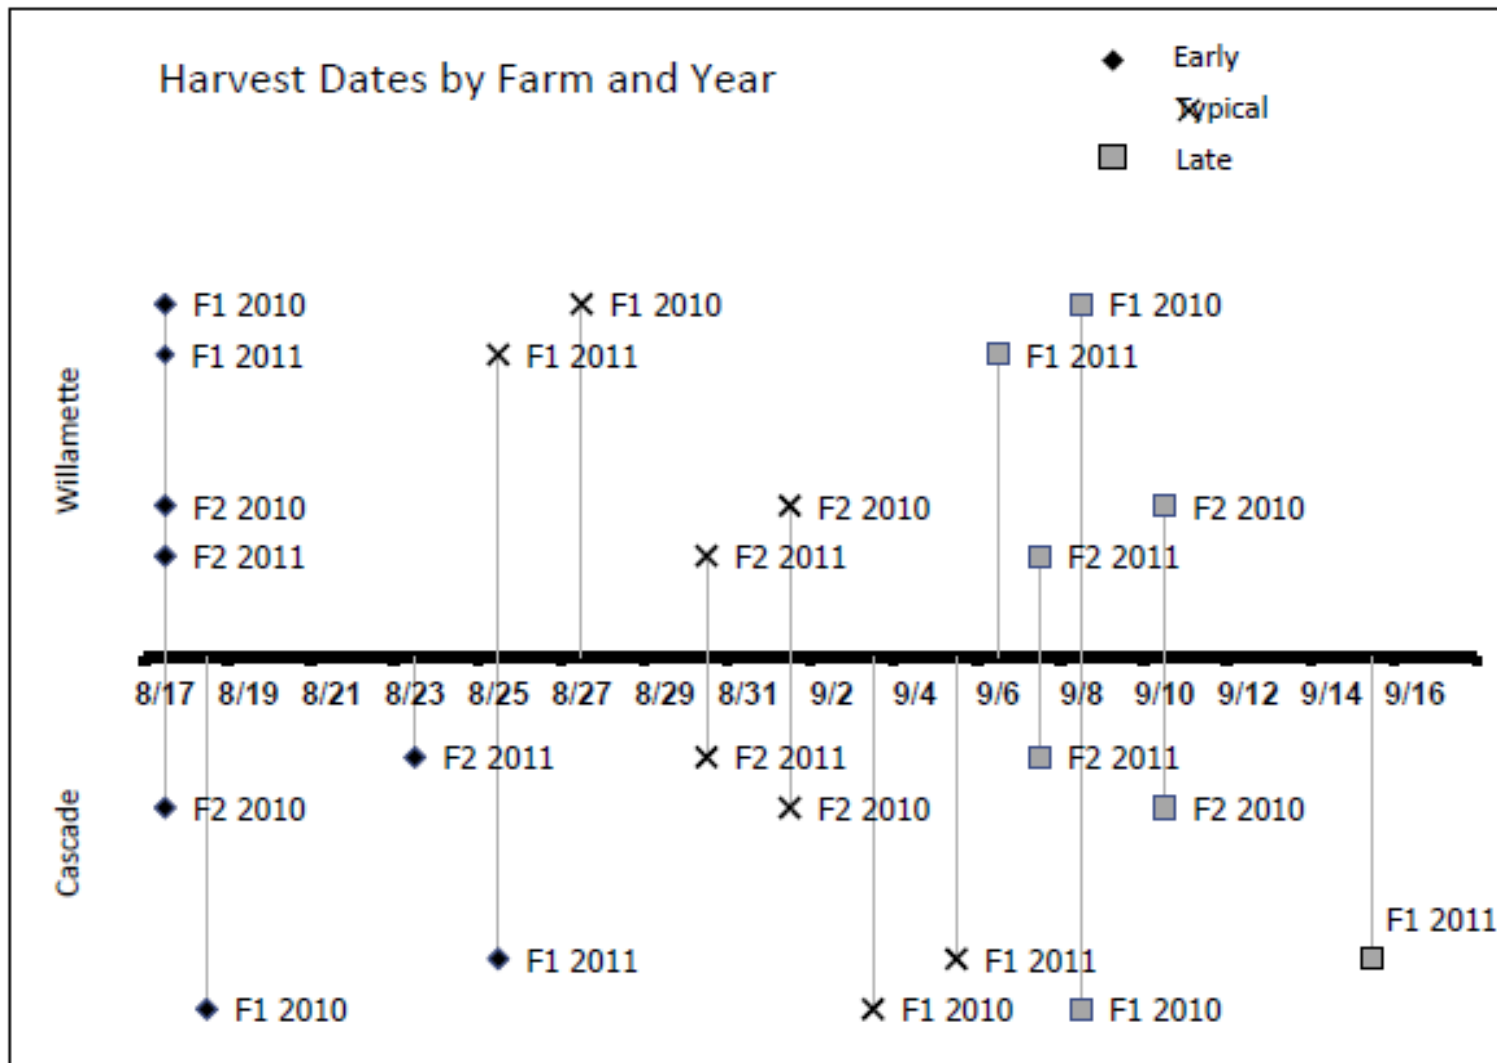 Harvest Dates by Farm and Year
Early
Typical
Late
Willamette
F1 2010
F1 2010
F1 2010
F1 2011
F1 2011
F1 2011
F2 2010
F2 2010
F2 2010
F2 2011
F2 2011
F2 2011
8/17 8/19 8/21 8/23 8/25 8/27 8/29 8/31 9/2 9/4 9/6 9/8 9/10 9/12 9/14 9/16
Cascade
F2 2011
F2 2011
F2 2011
F2 2010
F2 2010
F2 2010
F1 2011
F1 2011
F1 2011
F1 2010
F1 2010
F1 2010